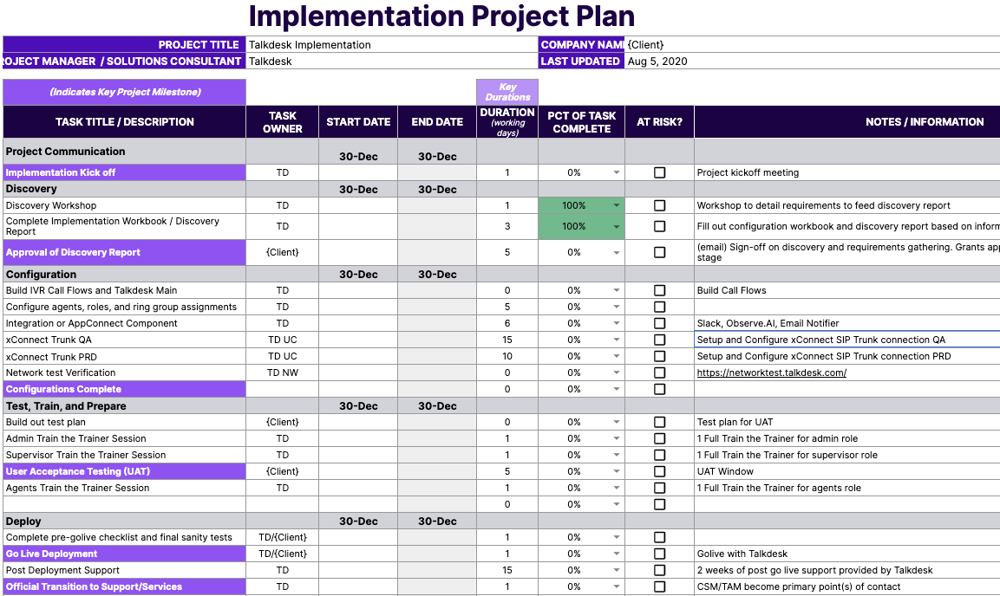 Implementation Project Plan
PROJECT TITLE Talkdesk Implementation COMPANY NAM {Client}
ROJECT MANAGER / SOLUTIONS CONSULTANT Talkdesk LAST UPDATED Aug 5, 2020
(Indicates Key Project Milestone) Key
Durations
TASK TITLE / DESCRIPTION TASK OWNER START DATE END DATE DURATION (working days) PCT OF TASK COMPLETE AT RISK? NOTES / INFORMATION
Project Communication 30-Dec 30-Dec
Implementation Kick off TD 1 0% Project kickoff meeting
Discovery 30-Dec 30-Dec
Discovery Workshop TD 1 100% Workshop to detail requirements to feed discovery report
Complete Implementation Workbook / Discovery
Report TD 3 100% Fill out configuration workbook and discovery report based on inform
Approval of Discovery Report {Client} 5 0% (email) Sign-off on discovery and requirements gathering. Grants app
stage
Configuration 30-Dec 30-Dec
Build IVR Call Flows and Talkdesk Main TD 0 0% Build Call Flows
Configure agents, roles, and ring group assignments TD 5 0%
Integration or AppConnect Component TD 6 0% Slack, Observe.AI, Email Notifier
xConnect Trunk QA TD UC 15 0% Setup and Configure xConnect SIP Trunk connection QA
xConnect Trunk PRD TD UC 10 0% Setup and Configure xConnect SIP Trunk connection PRD
Network test Verification TD NW 0 0% https://networktest.talkdesk.com/
Configurations Complete 0 0%
Test, Train, and Prepare 30-Dec 30-Dec
Build out test plan {Client} 0 0% Test plan for UAT
Admin Train the Trainer Session TD 1 0% 1 Full Train the Trainer for admin role
Supervisor Train the Trainer Session TD 1 0% 1 Full Train the Trainer for supervisor role
User Acceptance Testing (UAT) {Client} 5 0% UAT Window
Agents Train the Trainer Session TD 1 0% 1 Full Train the Trainer for agents role
0 0%
Deploy 30-Dec 30-Dec
Complete pre-golive checklist and final sanity tests TD/{Client} 1 0%
Go Live Deployment TD/{Client} 1 0% Golive with Talkdesk
Post Deployment Support TD 15 0% 2 weeks of post go live support provided by Talkdesk
Official Transition to Support/Services TD 1 0% CSM/TAM become primary point(s) of contact